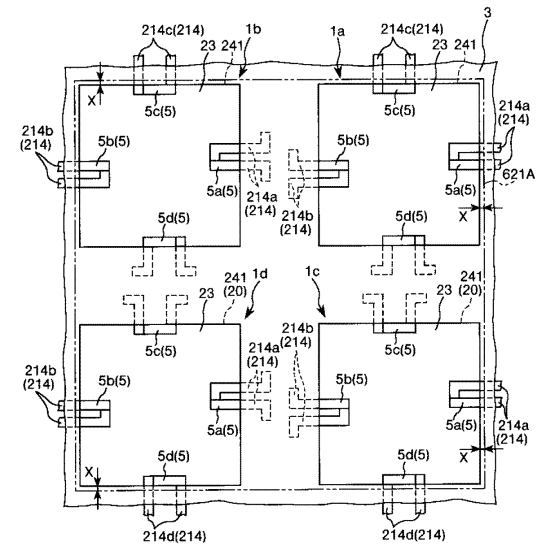 214c(214) 1b 1a 214c(214) 3
23 241 23 241
X 5c(5) 5c(5)
214b
(214) 5b(5) 5b(5) 214a
(214)
5a(5) 214a
(214) 214b
(214) 5a(5) 621A
X
5d(5) 5d(5)
23 241
(20) 1d 1c 23 241
(20)
5c(5) 214a
(214) 214b
(214) 5c(5)
214b
(214) 5b(5) 5b(5)
5a(5) 5a(5) 214a
(214)
X 5d(5) 5d(5) X
214d(214) 214d(214)